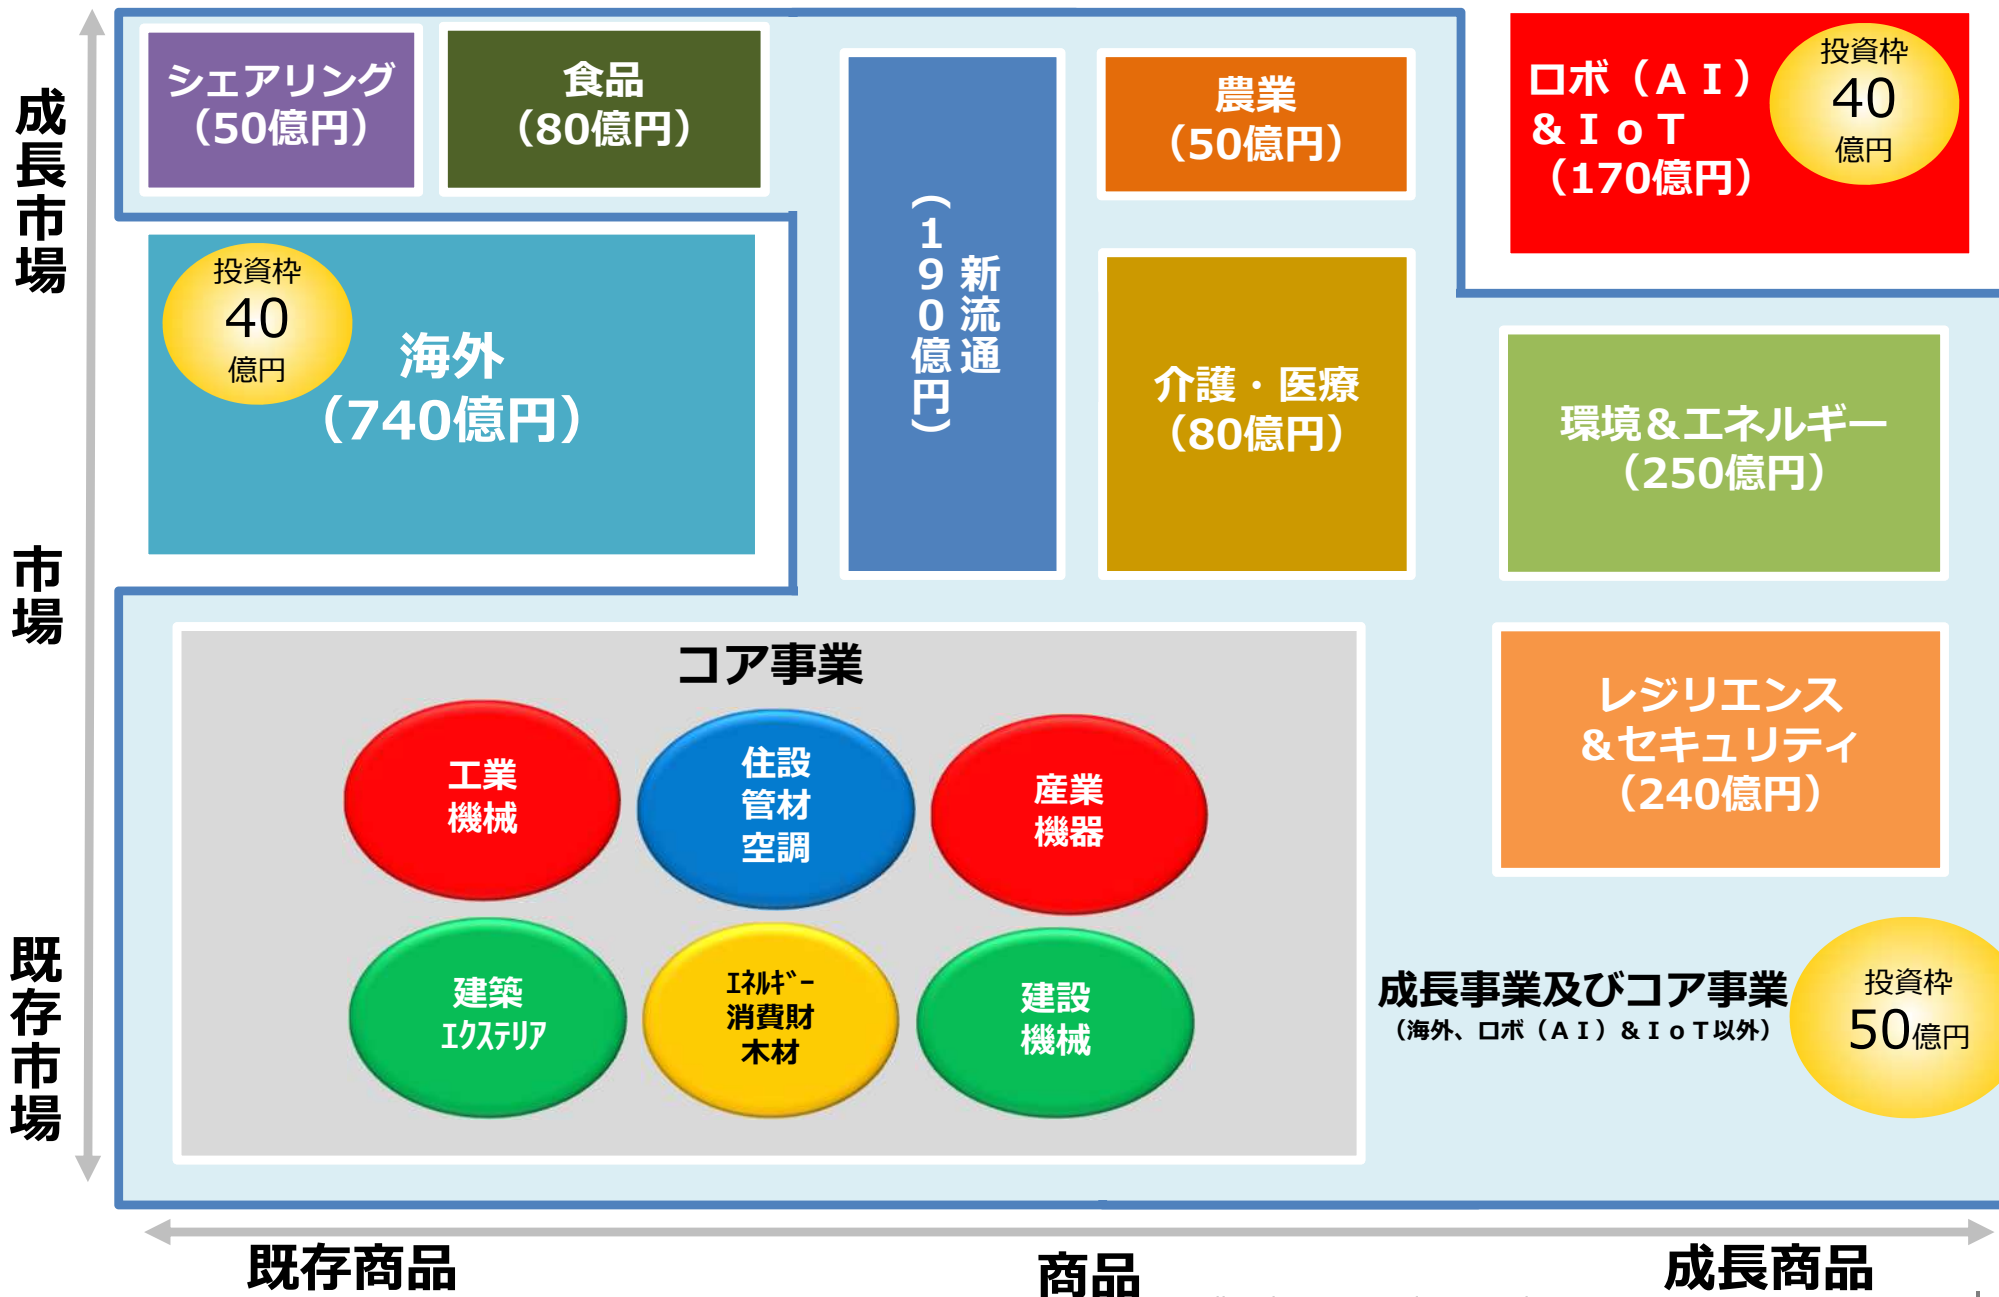 成長市場
市場
既存市場
シェアリング
（50億円）
食品
（80億円）
新流通
（190億円）
農業
（50億円）
ロボ（ＡＩ）
＆ＩｏＴ
（170億円）
投資枠
40
億円
投資枠
40
億円
海外
（740億円）
介護・医療
（80億円）
環境＆エネルギー
（250億円）
コア事業
工業
機械
住設
管材
空調
産業
機器
建築
ｴｸｽﾃﾘｱ
ｴﾈﾙｷﾞｰ
消費財
木材
建設
機械
レジリエンス
＆セキュリティ
（240億円）
成長事業及びコア事業
（海外、ロボ（ＡＩ）＆ＩｏＴ以外）
投資枠
50億円
既存商品
商品
成長商品